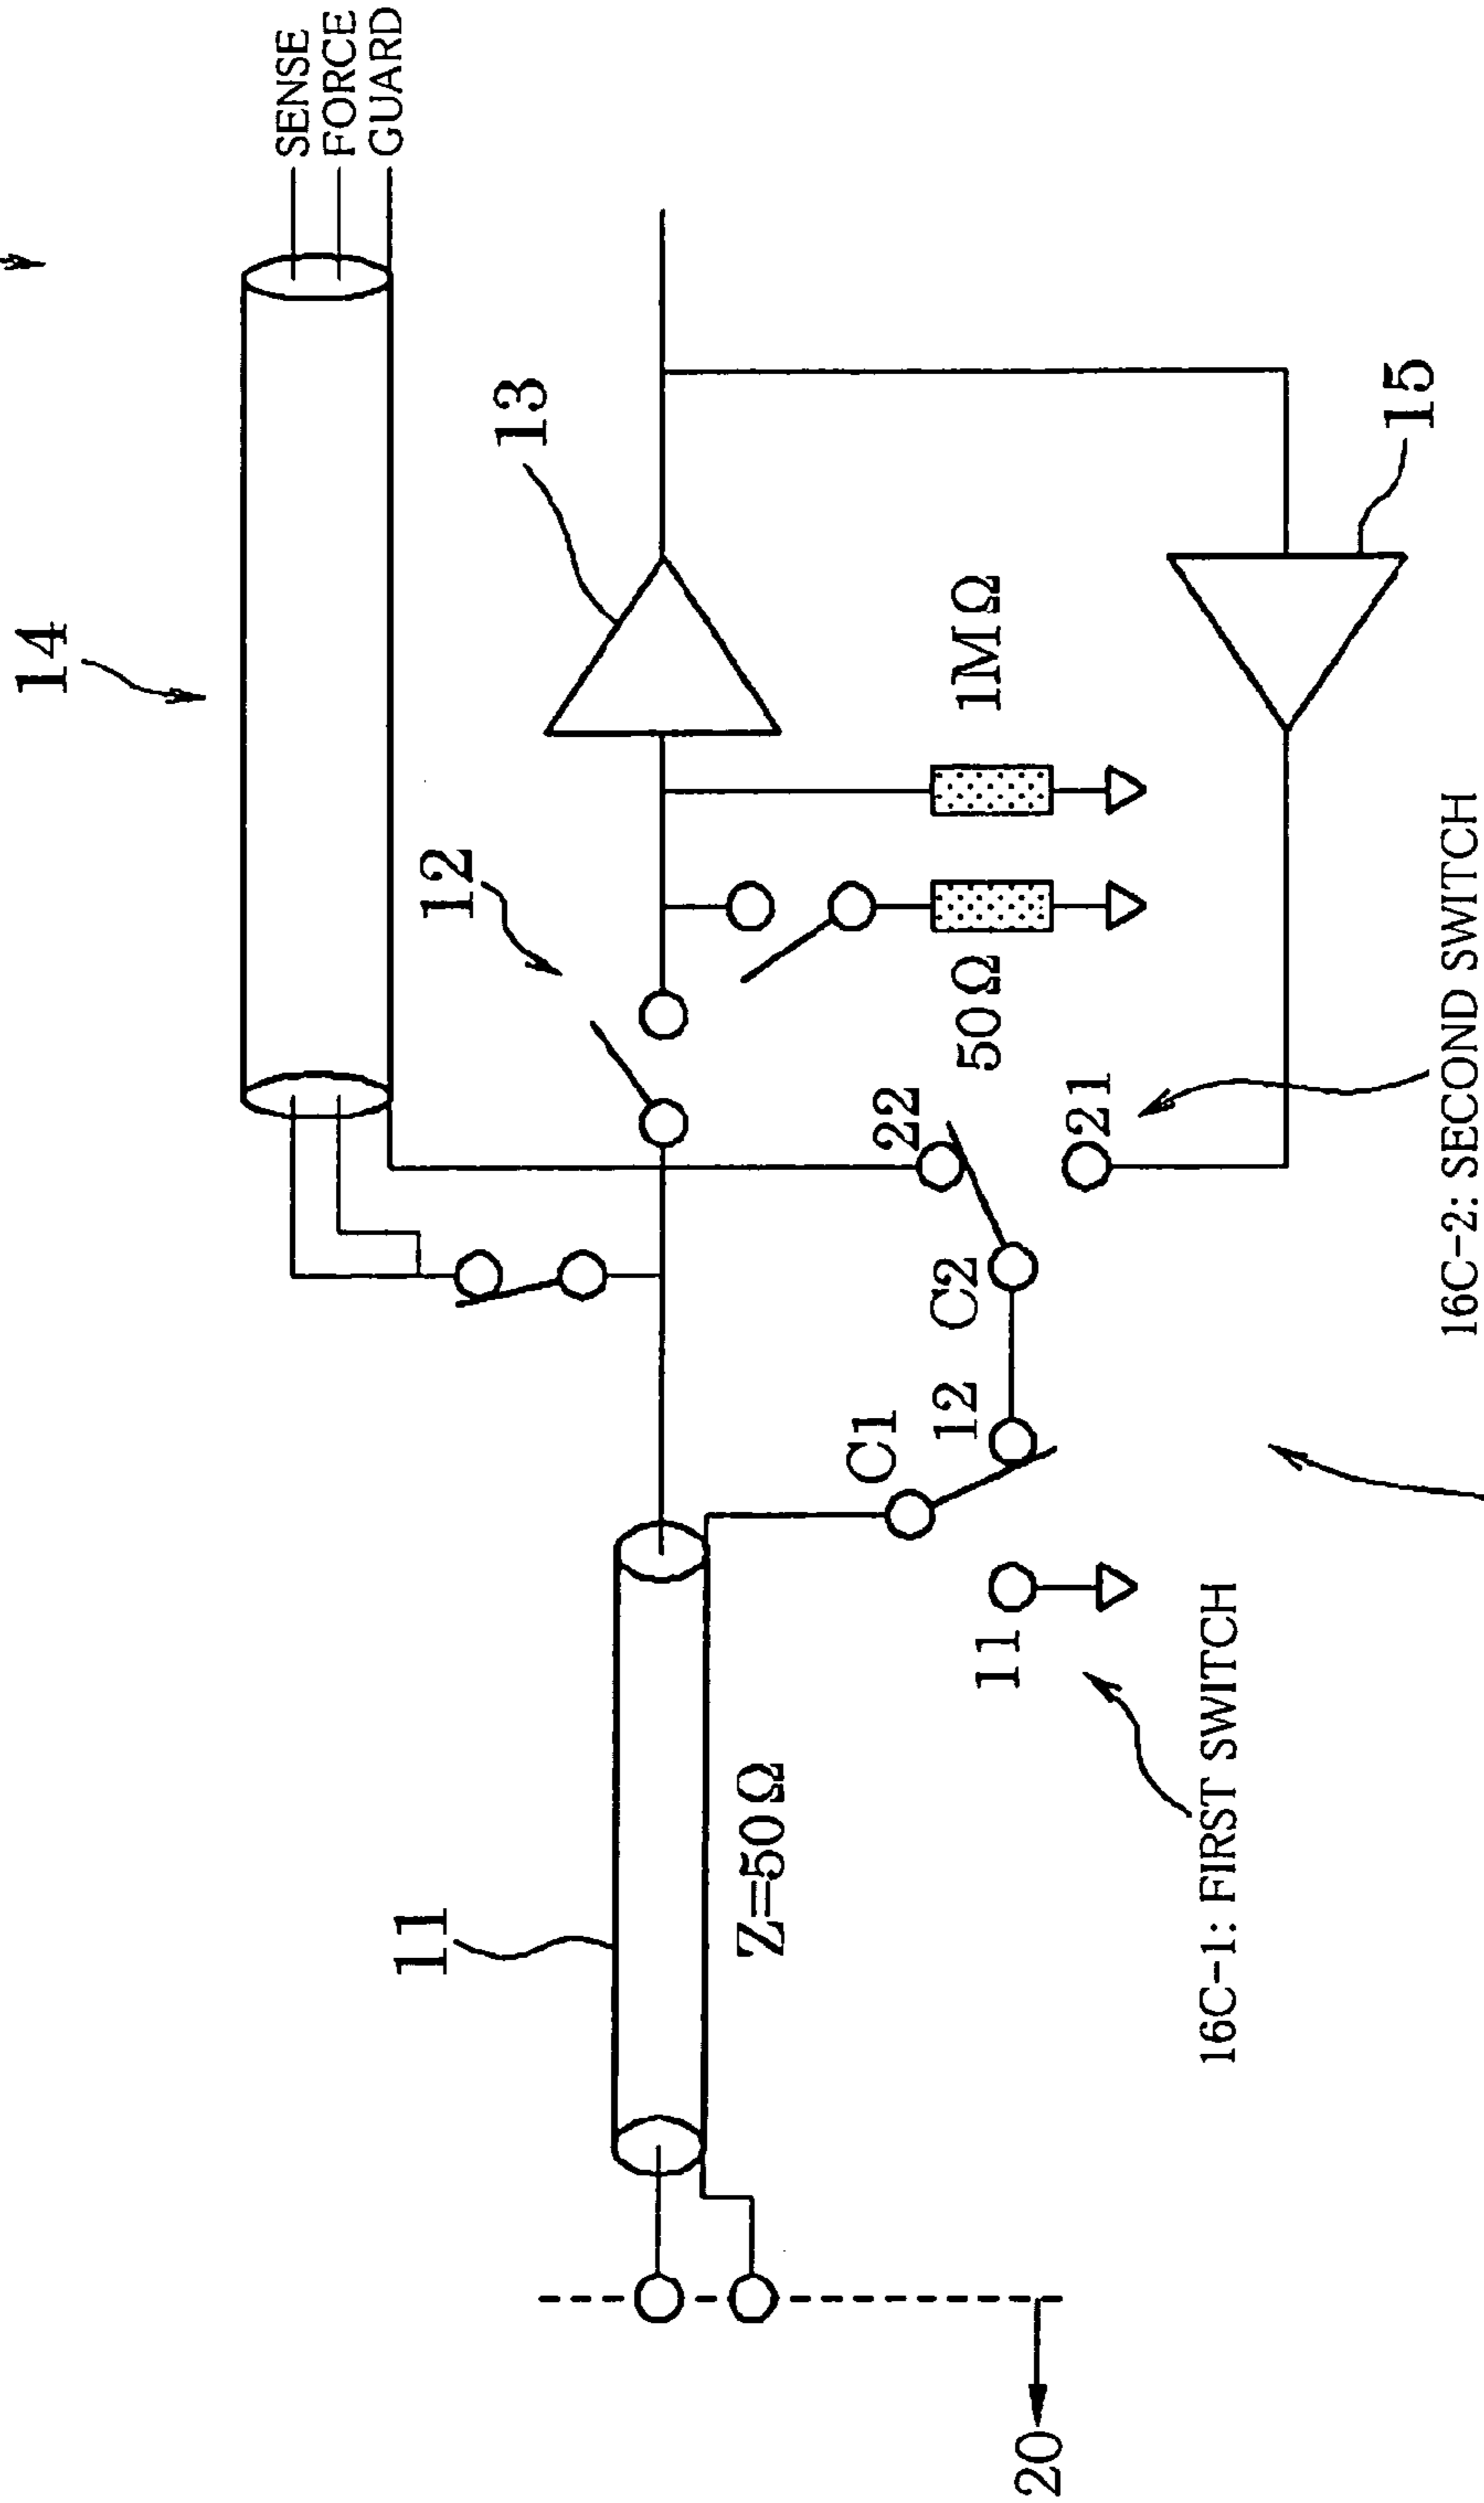 14
SENSE
FORCE
GUARD
12
13
11
Z=50Ω
C1
22
50Ω
1MΩ
12
C2
11
21
15
20
16C-1: FIRST SWITCH
16C-2: SECOND SWITCH